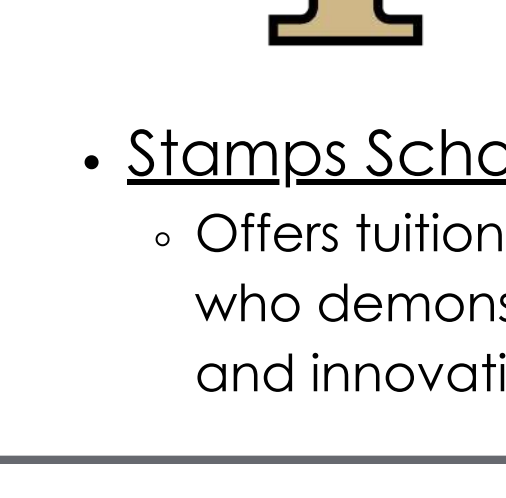 • Stamps Scho
o Offers tuition
who demons
and innovati